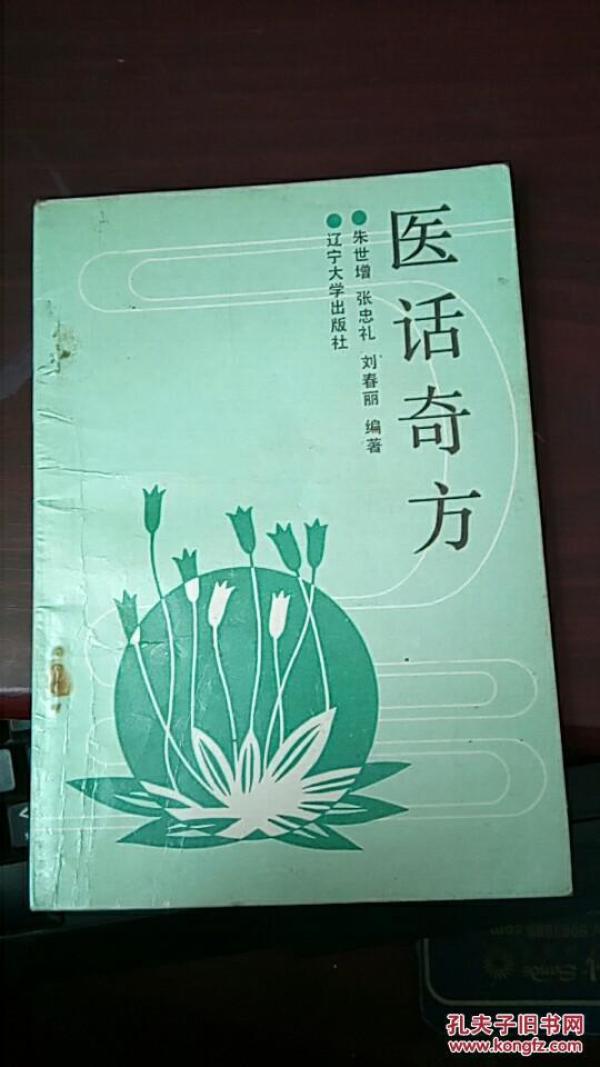 医话奇方
●朱世增 张忠礼 刘春丽 编著
●辽宁大学出版社
孔夫子旧书网
www.kongfz.com